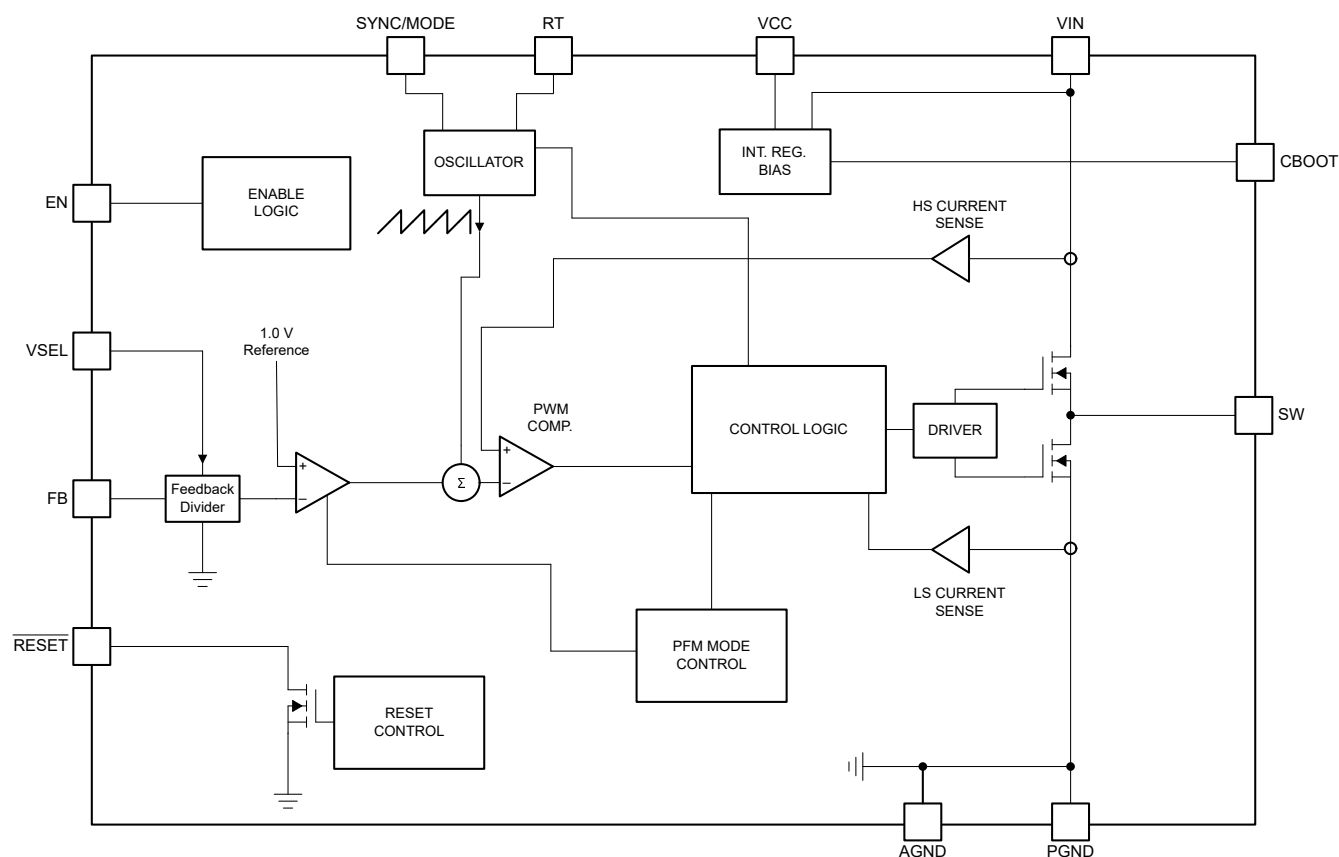 SYNC/MODE
RT
VCC
VIN
OSCILLATOR
INT. REG.
BIAS
CBOOT
EN
ENABLE
LOGIC
HS CURRENT
SENSE
VSEL
1.0 V
Reference
PWM
COMP.
CONTROL LOGIC
DRIVER
SW
+
−
+
−
Σ
FB
Feedback
Divider
LS CURRENT
SENSE
RESET
PFM MODE
CONTROL
RESET
CONTROL
AGND
PGND